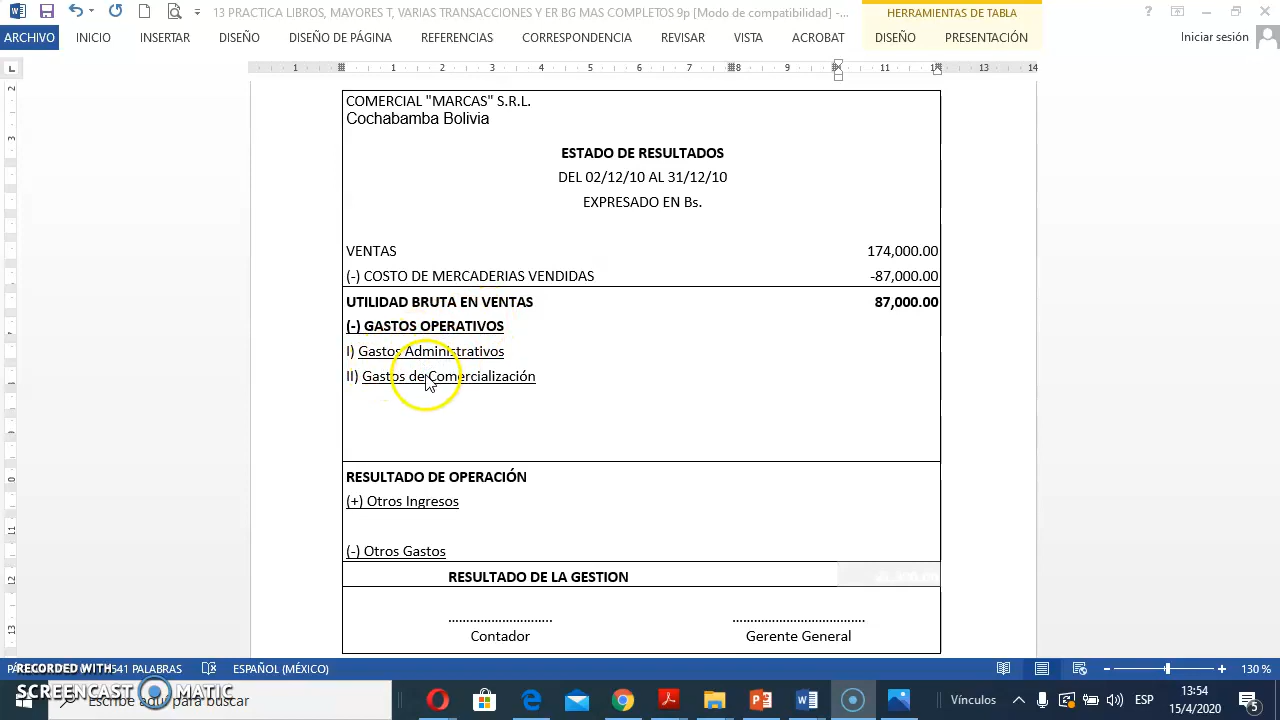 13 PRACTICA LIBROS, MAYORES T, VARIAS TRANSACCIONES Y ER BG MAS COMPLETOS 9p [Modo de compatibilidad] -...
HERRAMIENTAS DE TABLA
?
ARCHIVO INICIO INSERTAR DISEÑO DISEÑO DE PÁGINA REFERENCIAS CORRESPONDENCIA REVISAR VISTA ACROBAT DISEÑO PRESENTACIÓN Iniciar sesión
COMERCIAL "MARCAS" S.R.L.
Cochabamba Bolivia
ESTADO DE RESULTADOS
DEL 02/12/10 AL 31/12/10
EXPRESADO EN Bs.
VENTAS 174,000.00
(-) COSTO DE MERCADERIAS VENDIDAS -87,000.00
UTILIDAD BRUTA EN VENTAS 87,000.00
(-) GASTOS OPERATIVOS
I) Gastos Administrativos
II) Gastos de Comercialización
RESULTADO DE OPERACIÓN
(+) Otros Ingresos
(-) Otros Gastos
RESULTADO DE LA GESTION
Contador Gerente General
541 PALABRAS ESPAÑOL (MÉXICO) 130 %
RECORDED WITH
SCREENCAST MATIC
Escribe aquí para buscar
Vínculos ESP 13:54
15/4/2020 5